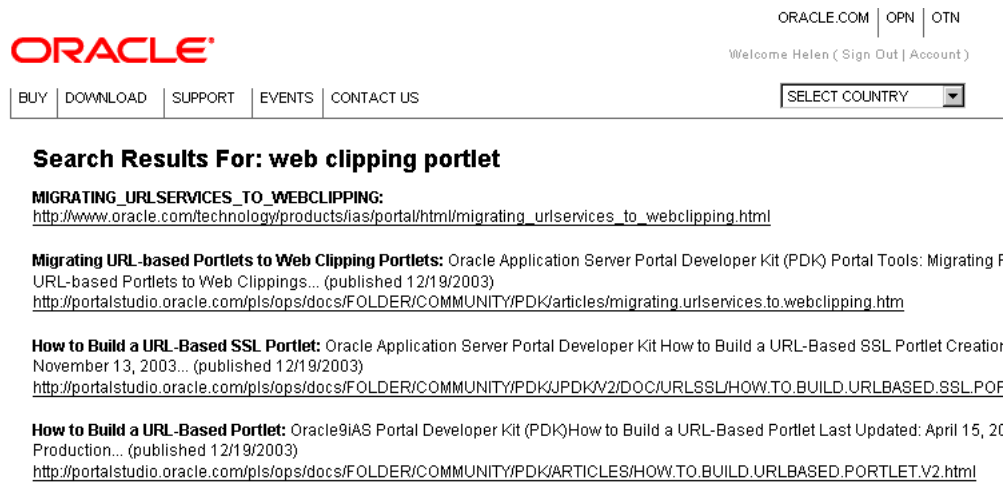 ORACLE.COM | OPN | OTN
ORACLE
Welcome Helen ( Sign Out | Account )
BUY | DOWNLOAD | SUPPORT | EVENTS | CONTACT US
SELECT COUNTRY
Search Results For: web clipping portlet
MIGRATING_URLSERVICES_TO_WEBCLIPPING:
http://www.oracle.com/technology/products/ias/portal/html/migrating_urlservices_to_webclipping.html
Migrating URL-based Portlets to Web Clipping Portlets: Oracle Application Server Portal Developer Kit (PDK) Portal Tools: Migrating
URL-based Portlets to Web Clippings... (published 12/19/2003)
http://portalstudio.oracle.com/pls/ops/docs/FOLDER/COMMUNITY/PDK/articles/migrating.urlservices.to.webclipping.htm
How to Build a URL-Based SSL Portlet: Oracle Application Server Portal Developer Kit How to Build a URL-Based SSL Portlet Creation
November 13, 2003... (published 12/19/2003)
http://portalstudio.oracle.com/pls/ops/docs/FOLDER/COMMUNITY/PDK/JPDK/V2/DOC/URLSSL/HOW.TO.BUILD.URLBASED.SSL.POR
How to Build a URL-Based Portlet: Oracle9iAS Portal Developer Kit (PDK)How to Build a URL-Based Portlet Last Updated: April 15, 20
Production... (published 12/19/2003)
http://portalstudio.oracle.com/pls/ops/docs/FOLDER/COMMUNITY/PDK/ARTICLES/HOW.TO.BUILD.URLBASED.PORTLET.V2.html